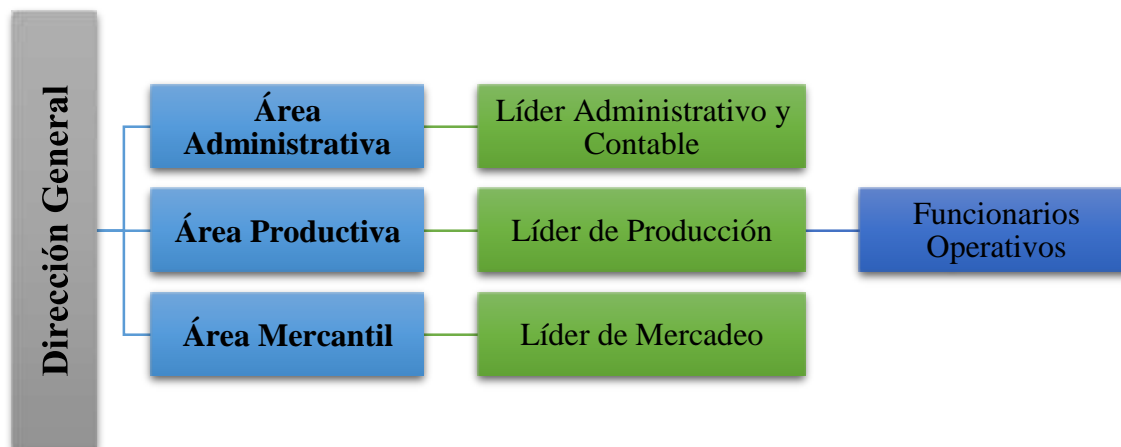 Dirección General
Área
Administrativa
Líder Administrativo y
Contable
Área Productiva
Líder de Producción
Funcionarios
Operativos
Área Mercantil
Líder de Mercadeo